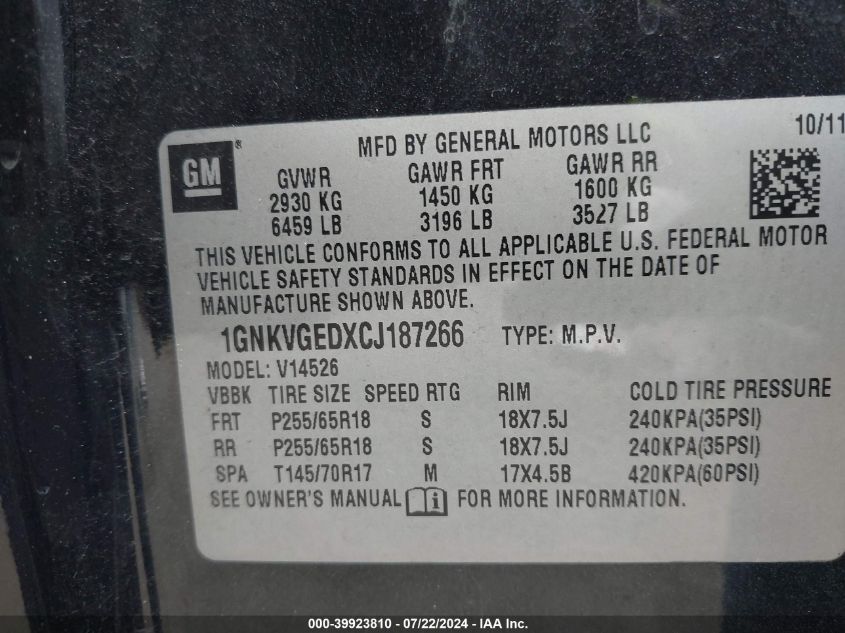 MFD BY GENERAL MOTORS LLC 10/11
GM ®
GVWR GAWR FRT GAWR RR
2930 KG 1450 KG 1600 KG
6459 LB 3196 LB 3527 LB
THIS VEHICLE CONFORMS TO ALL APPLICABLE U.S. FEDERAL MOTOR
VEHICLE SAFETY STANDARDS IN EFFECT ON THE DATE OF
MANUFACTURE SHOWN ABOVE.
1GNKVGEDXCJ187266 TYPE: M.P.V.
MODEL: V14526
VBBK TIRE SIZE SPEED RTG RIM COLD TIRE PRESSURE
FRT P255/65R18 S 18X7.5J 240KPA(35PSI)
RR P255/65R18 S 18X7.5J 240KPA(35PSI)
SPA T145/70R17 M 17X4.5B 420KPA(60PSI)
SEE OWNER'S MANUAL i FOR MORE INFORMATION.
000-39923810 - 07/22/2024 - IAA Inc.